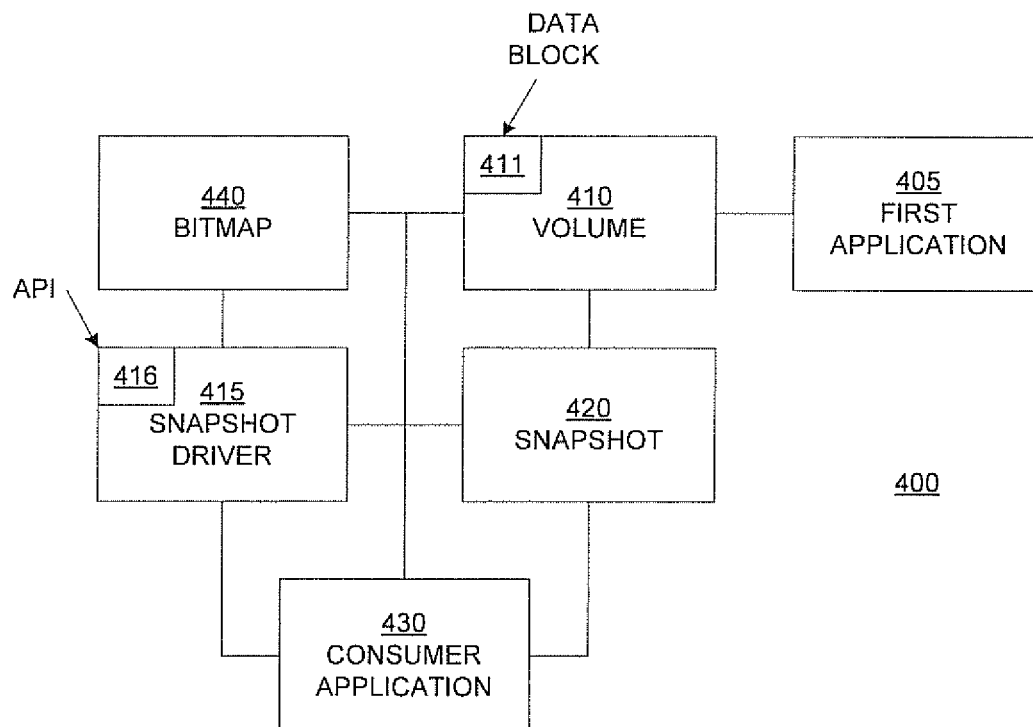 DATA
BLOCK
411
440
BITMAP
410
VOLUME
405
FIRST
APPLICATION
API
416
415
SNAPSHOT
DRIVER
420
SNAPSHOT
400
430
CONSUMER
APPLICATION